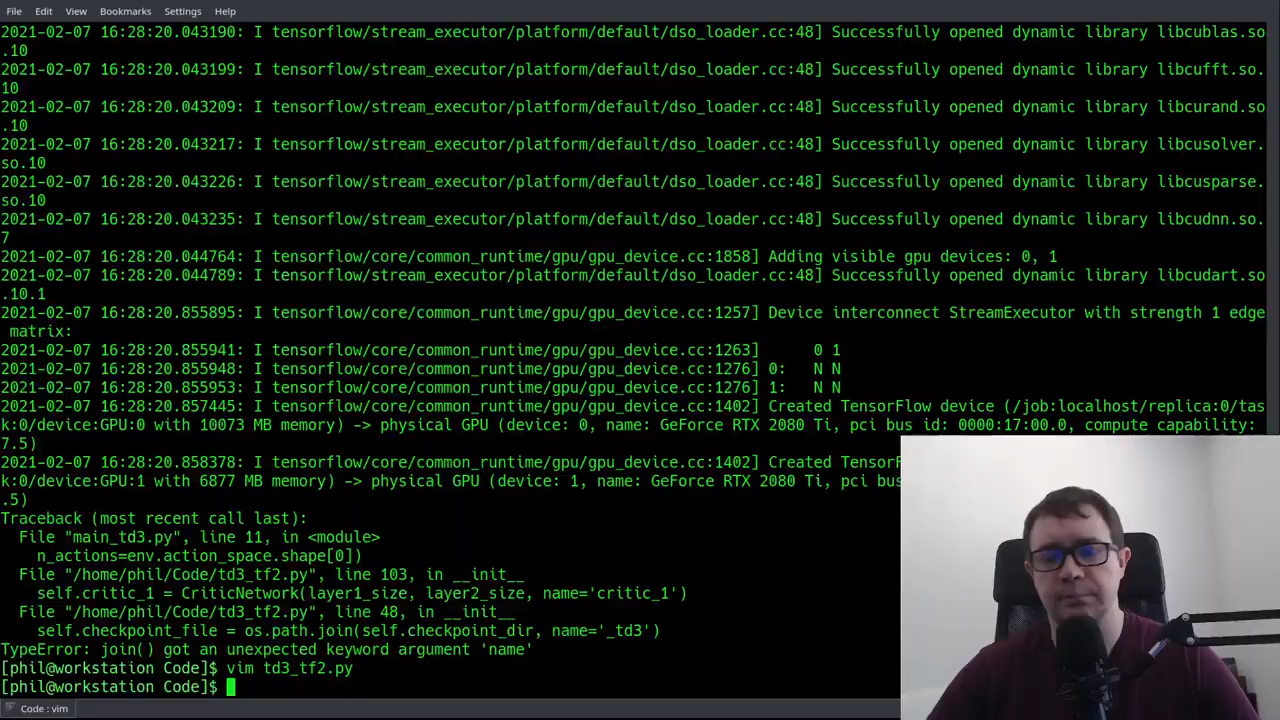 File Edit View Bookmarks Settings Help
2021-02-07 16:28:20.043190: I tensorflow/stream_executor/platform/default/dso_loader.cc:48] Successfully opened dynamic library libcublas.so
.10
2021-02-07 16:28:20.043199: I tensorflow/stream_executor/platform/default/dso_loader.cc:48] Successfully opened dynamic library libcufft.so.
10
2021-02-07 16:28:20.043209: I tensorflow/stream_executor/platform/default/dso_loader.cc:48] Successfully opened dynamic library libcurand.so
.10
2021-02-07 16:28:20.043217: I tensorflow/stream_executor/platform/default/dso_loader.cc:48] Successfully opened dynamic library libcusolver.
so.10
2021-02-07 16:28:20.043226: I tensorflow/stream_executor/platform/default/dso_loader.cc:48] Successfully opened dynamic library libcusparse.
so.10
2021-02-07 16:28:20.043235: I tensorflow/stream_executor/platform/default/dso_loader.cc:48] Successfully opened dynamic library libcudnn.so.
7
2021-02-07 16:28:20.044764: I tensorflow/core/common_runtime/gpu/gpu_device.cc:1858] Adding visible gpu devices: 0, 1
2021-02-07 16:28:20.044789: I tensorflow/stream_executor/platform/default/dso_loader.cc:48] Successfully opened dynamic library libcudart.so
.10.1
2021-02-07 16:28:20.855895: I tensorflow/core/common_runtime/gpu/gpu_device.cc:1257] Device interconnect StreamExecutor with strength 1 edge
matrix:
2021-02-07 16:28:20.855941: I tensorflow/core/common_runtime/gpu/gpu_device.cc:1263]      0 1
2021-02-07 16:28:20.855948: I tensorflow/core/common_runtime/gpu/gpu_device.cc:1276] 0:   N N
2021-02-07 16:28:20.855953: I tensorflow/core/common_runtime/gpu/gpu_device.cc:1276] 1:   N N
2021-02-07 16:28:20.857445: I tensorflow/core/common_runtime/gpu/gpu_device.cc:1402] Created TensorFlow device (/job:localhost/replica:0/tas
k:0/device:GPU:0 with 10073 MB memory) -> physical GPU (device: 0, name: GeForce RTX 2080 Ti, pci bus id: 0000:17:00.0, compute capability:
7.5)
2021-02-07 16:28:20.858378: I tensorflow/core/common_runtime/gpu/gpu_device.cc:1402] Created TensorF
k:0/device:GPU:1 with 6877 MB memory) -> physical GPU (device: 1, name: GeForce RTX 2080 Ti, pci bus
.5)
Traceback (most recent call last):
  File "main_td3.py", line 11, in <module>
    n_actions=env.action_space.shape[0])
  File "/home/phil/Code/td3_tf2.py", line 103, in __init__
    self.critic_1 = CriticNetwork(layer1_size, layer2_size, name='critic_1')
  File "/home/phil/Code/td3_tf2.py", line 48, in __init__
    self.checkpoint_file = os.path.join(self.checkpoint_dir, name='_td3')
TypeError: join() got an unexpected keyword argument 'name'
[phil@workstation Code]$ vim td3_tf2.py
[phil@workstation Code]$
Code : vim